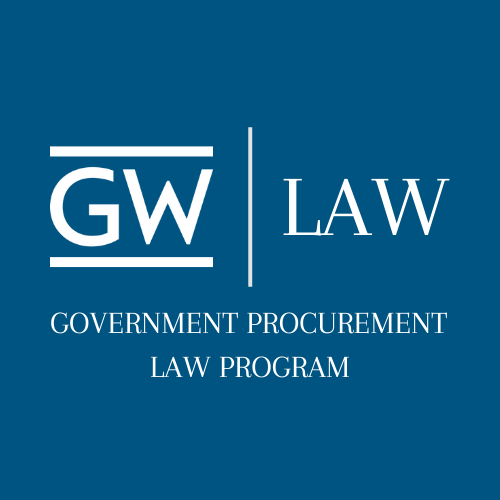 GW LAW
GOVERNMENT PROCUREMENT
LAW PROGRAM